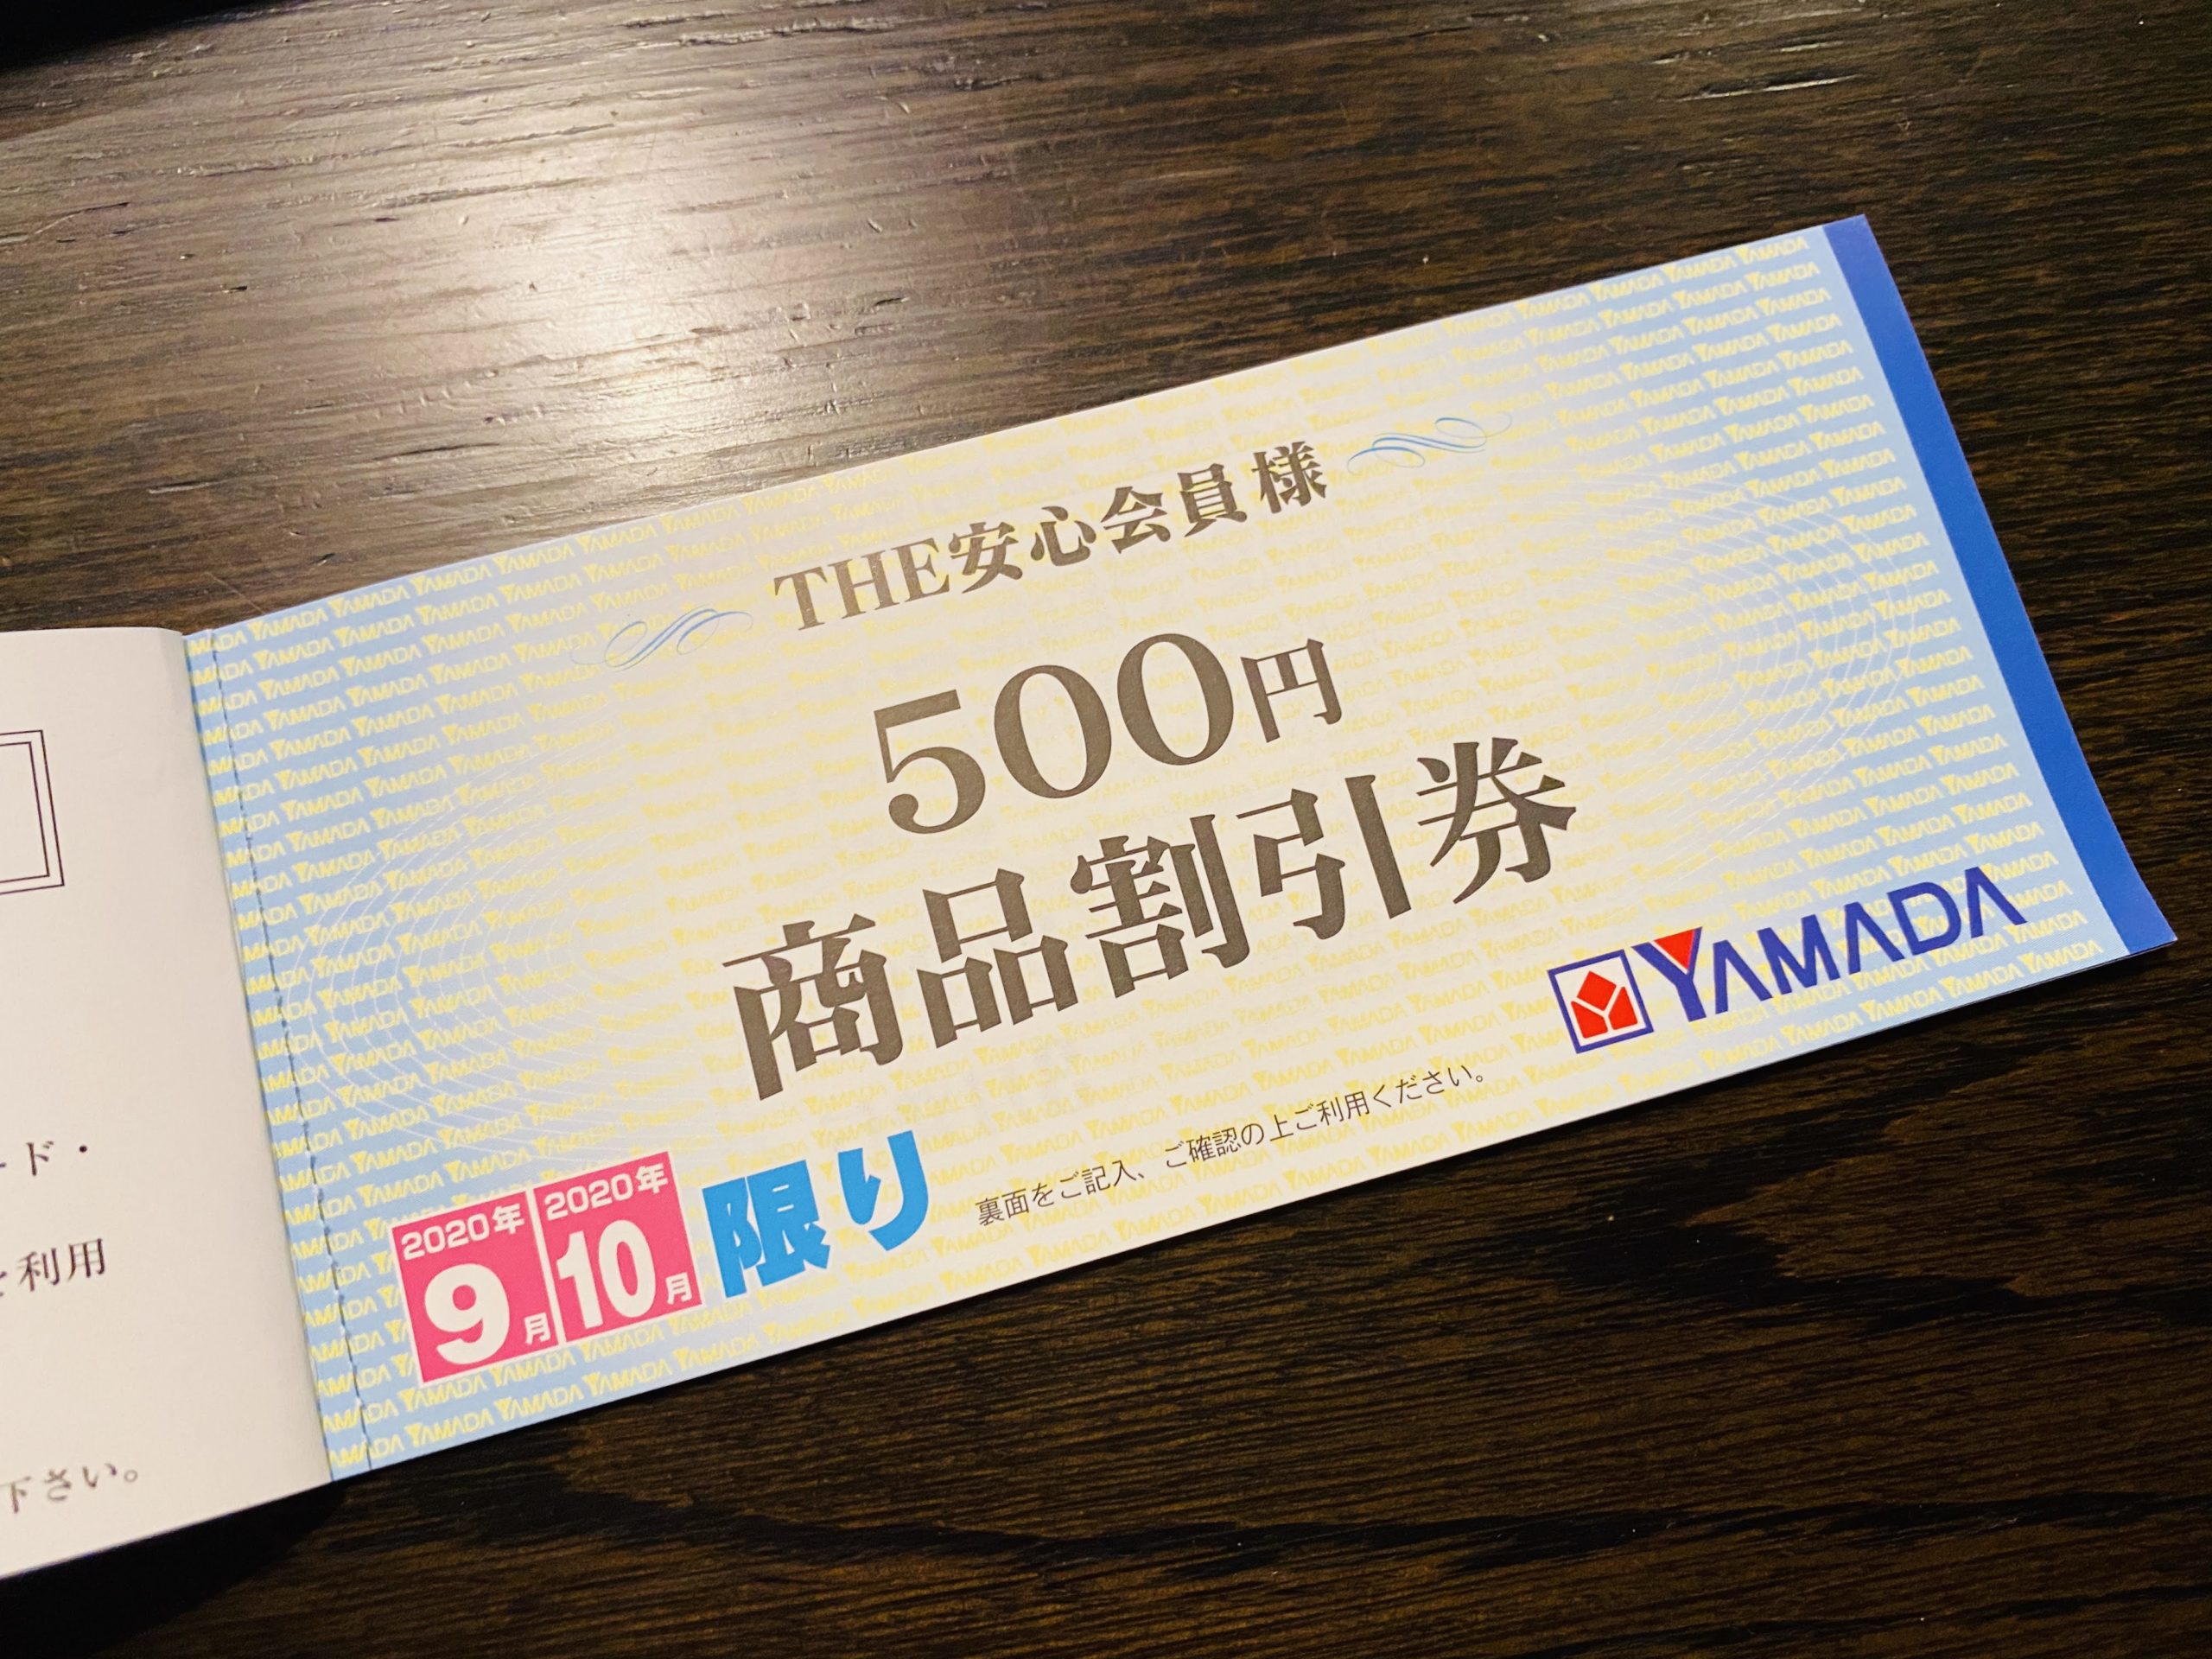 THE安心会員様
500円
商品割引券
YAMADA
2020年 9月 2020年 10月 限り
裏面をご記入、ご確認の上ご利用ください。
ド・
利用
下さい。